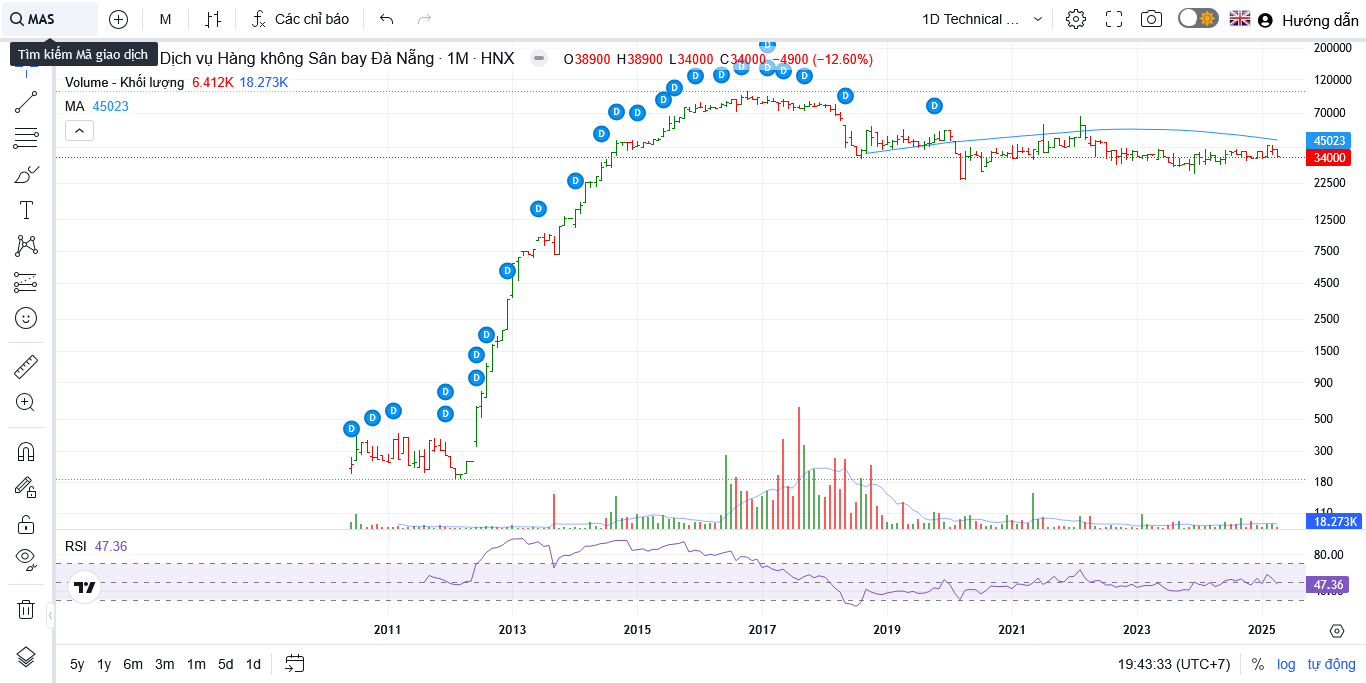 MAS
M
Các chỉ báo
1D Technical ...
Hướng dẫn
Tìm kiếm Mã giao dịch
Dịch vụ Hàng không Sân bay Đà Nẵng · 1M · HNX
O38900 H38900 L34000 C34000 −4900 (−12.60%)
Volume - Khối lượng 6.412K 18.273K
MA 45023
D D D D D D D D D D D D D D D D D D D D D D D D
200000
120000
70000
45023
34000
22500
12500
7500
4500
2500
1500
900
500
300
180
110
18.273K
RSI 47.36
80.00
47.36
2011 2013 2015 2017 2019 2021 2023 2025
5y 1y 6m 3m 1m 5d 1d
19:43:33 (UTC+7) % log tự động